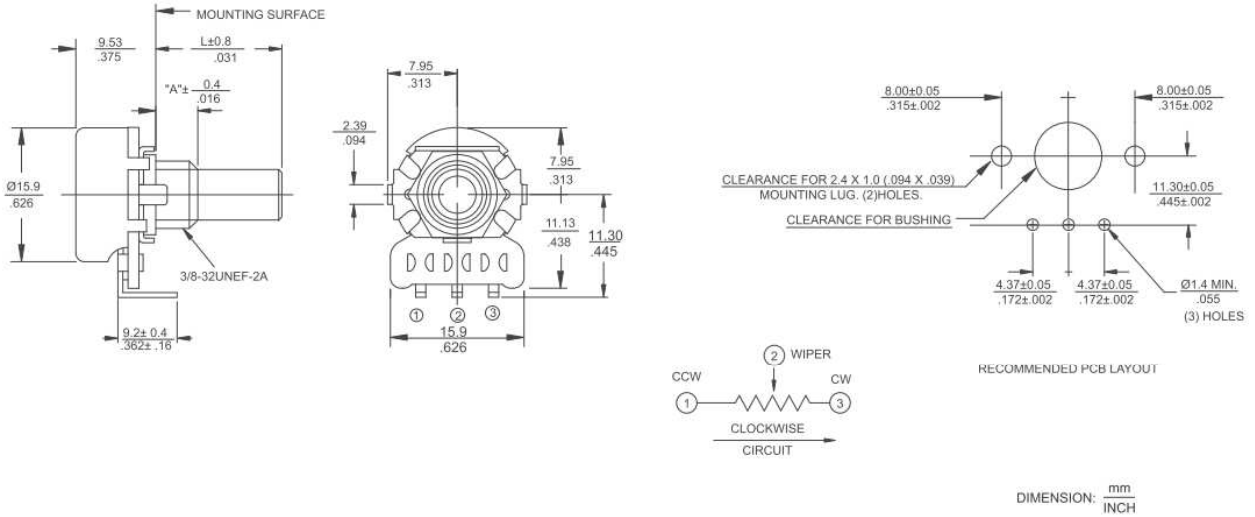 MOUNTING SURFACE
9.53
.375
L±0.8
.031
"A"± 0.4
.016
Ø15.9
.626
3/8-32UNEF-2A
9.2± 0.4
.362± .16
7.95
.313
2.39
.094
7.95
.313
11.13
.438
11.30
.445
1 2 3
15.9
.626
8.00±0.05
.315±.002
8.00±0.05
.315±.002
CLEARANCE FOR 2.4 X 1.0 (.094 X .039)
MOUNTING LUG. (2)HOLES.
CLEARANCE FOR BUSHING
11.30±0.05
.445±.002
4.37±0.05
.172±.002
4.37±0.05
.172±.002
Ø1.4 MIN.
.055
(3) HOLES
RECOMMENDED PCB LAYOUT
2 WIPER
CCW
CW
1
3
CLOCKWISE
CIRCUIT
DIMENSION: mm
INCH